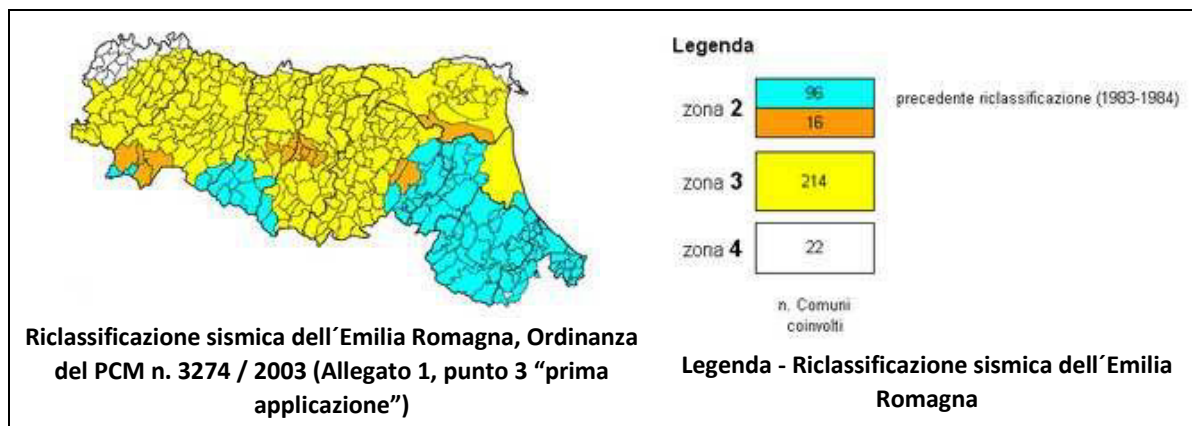 Legenda
zona 2
96
16
precedente riclassificazione (1983-1984)
zona 3
214
zona 4
22
n. Comuni
coinvolti
Riclassificazione sismica dell´Emilia Romagna, Ordinanza
del PCM n. 3274 / 2003 (Allegato 1, punto 3 “prima
applicazione”)
Legenda - Riclassificazione sismica dell´Emilia
Romagna